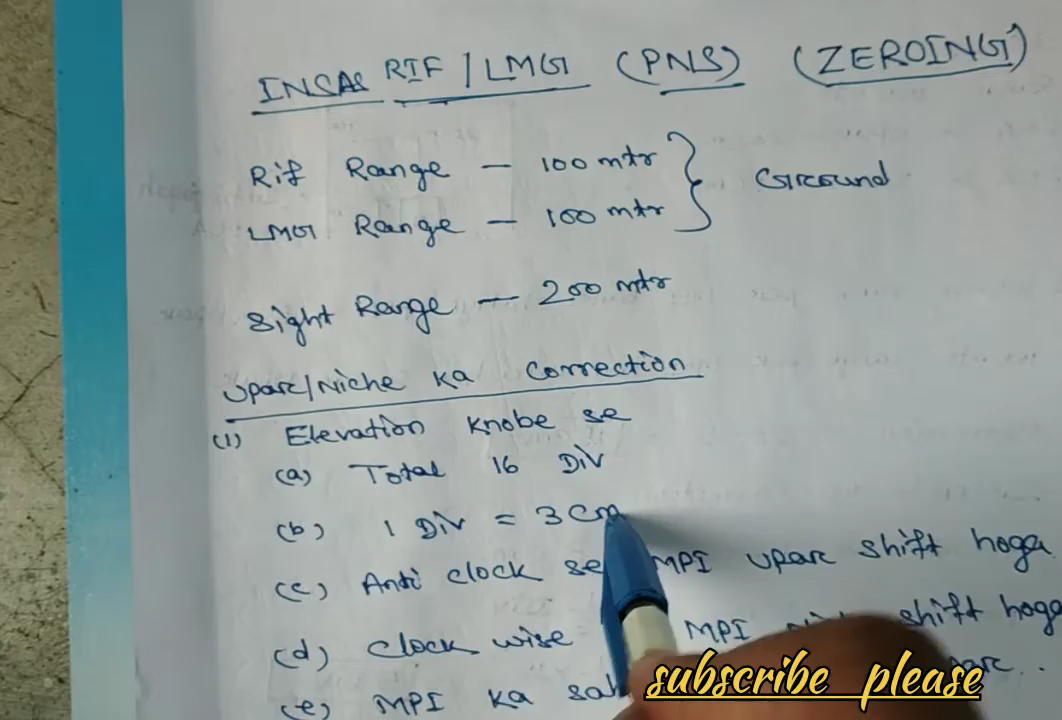 INSAS RIF / LMG (PNS) (ZEROING)
Rif Range — 100 mtr
LMG Range — 100 mtr
Ground
Sight Range — 200 mtr
Upar/Niche Ka Correction
(1) Elevation Knobe se
(a) Total 16 Div
(b) 1 Div = 3 Cm
(c) Anti clock se MPI upar shift hoga
(d) Clock wise MPI shift hoga
(e) MPI Ka
subscribe please